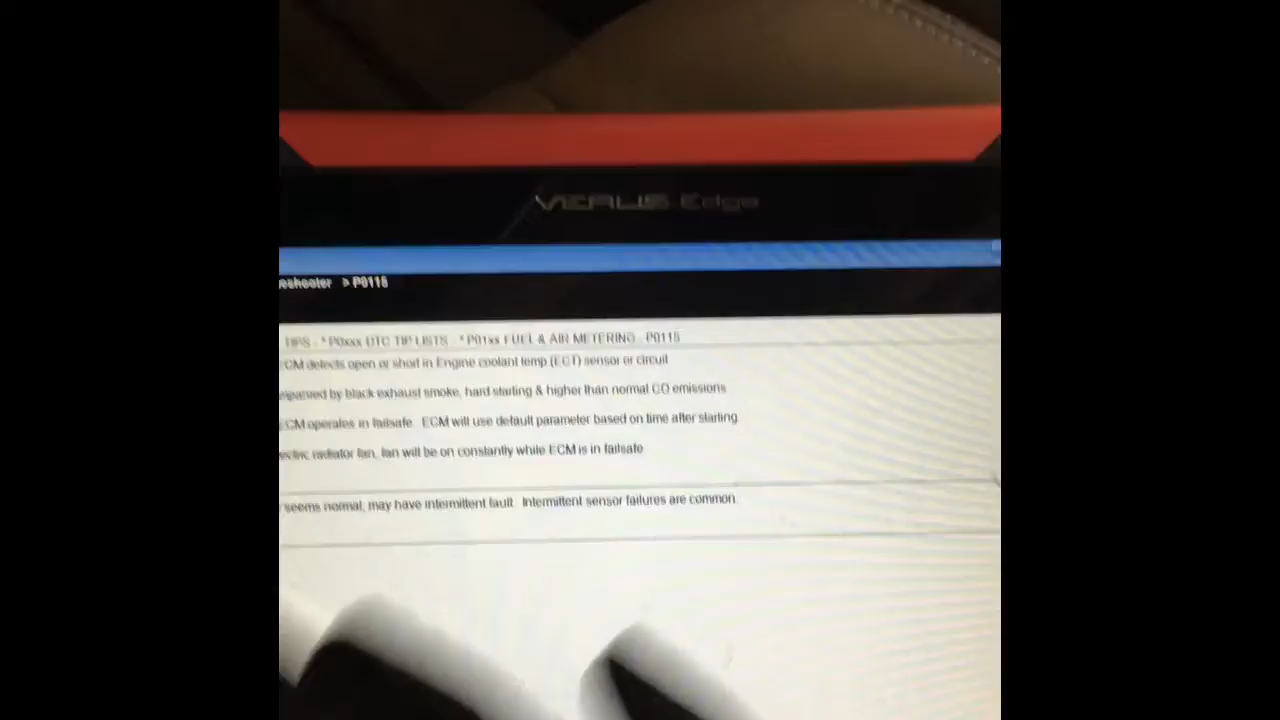 VERUS Edge
eshooter > P0115
TIPS - * P0xxx DTC TIP LISTS - * P01xx FUEL & AIR METERING - P0115
ECM detects open or short in Engine coolant temp (ECT) sensor or circuit
mpanied by black exhaust smoke, hard starting & higher than normal CO emissions
ECM operates in failsafe. ECM will use default parameter based on time after starting.
ectric radiator fan, fan will be on constantly while ECM is in failsafe
seems normal, may have intermittent fault. Intermittent sensor failures are common.